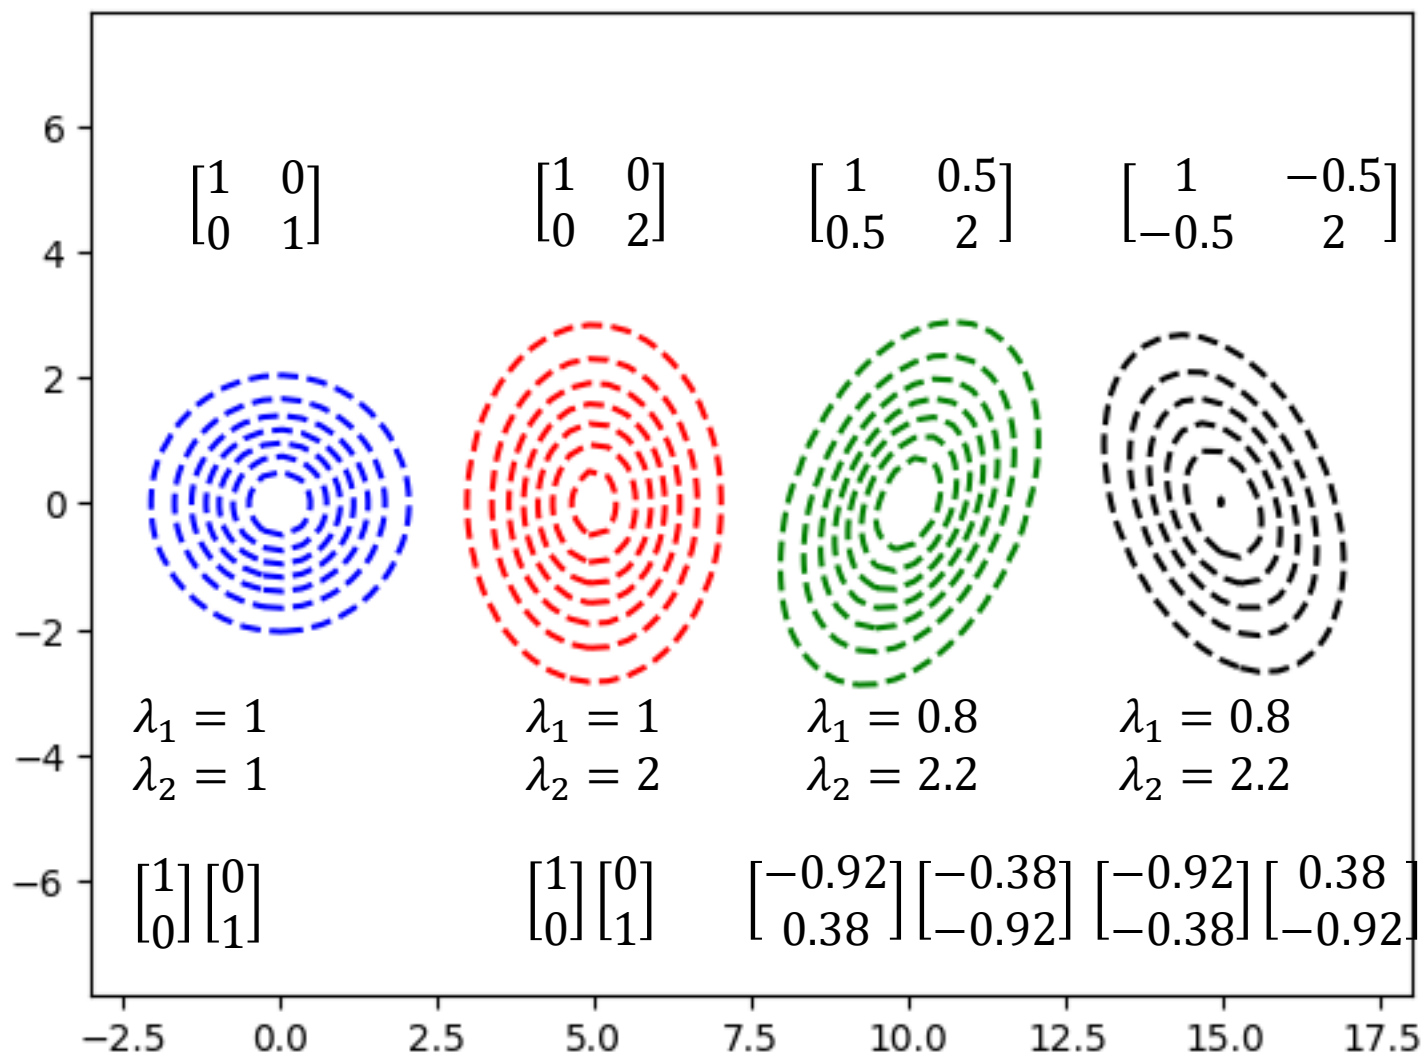 6
4
2
0
−2
−4
−6
[1 0
0 1]
[1 0
0 2]
[1 0.5
0.5 2]
[1 −0.5
−0.5 2]
λ₁ = 1
λ₂ = 1
λ₁ = 1
λ₂ = 2
λ₁ = 0.8
λ₂ = 2.2
λ₁ = 0.8
λ₂ = 2.2
[1 0] [0 1]
[1 0] [0 1]
[−0.92 0.38] [−0.38 −0.92]
[−0.92 −0.38] [0.38 −0.92]
−2.5 0.0 2.5 5.0 7.5 10.0 12.5 15.0 17.5